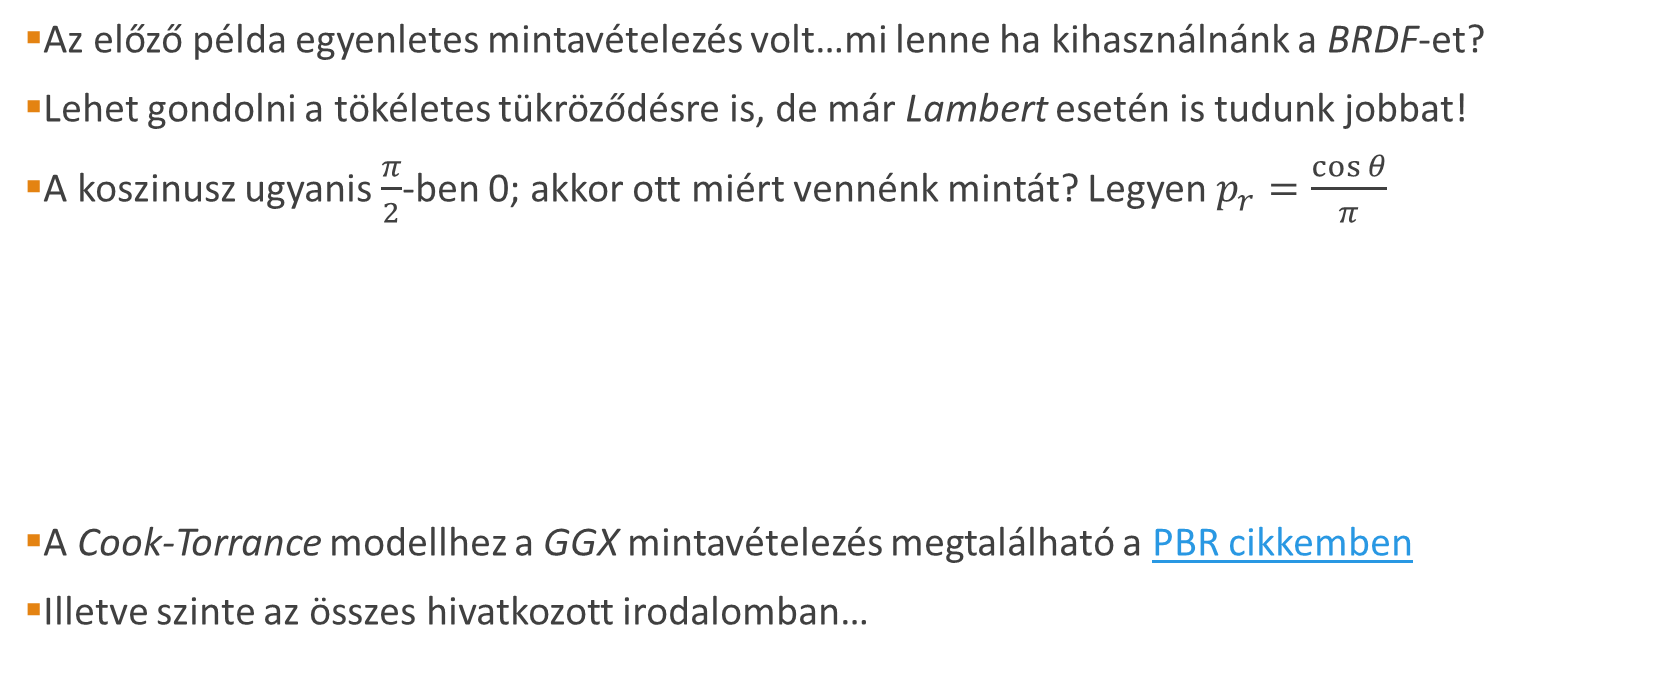 ▪Az előző példa egyenletes mintavételezés volt…mi lenne ha kihasználnánk a BRDF-et?
▪Lehet gondolni a tökéletes tükröződésre is, de már Lambert esetén is tudunk jobbat!
▪A koszinusz ugyanis π/2-ben 0; akkor ott miért vennénk mintát? Legyen pᵣ = cos θ/π
▪A Cook-Torrance modellhez a GGX mintavételezés megtalálható a PBR cikkemben
▪Illetve szinte az összes hivatkozott irodalomban…